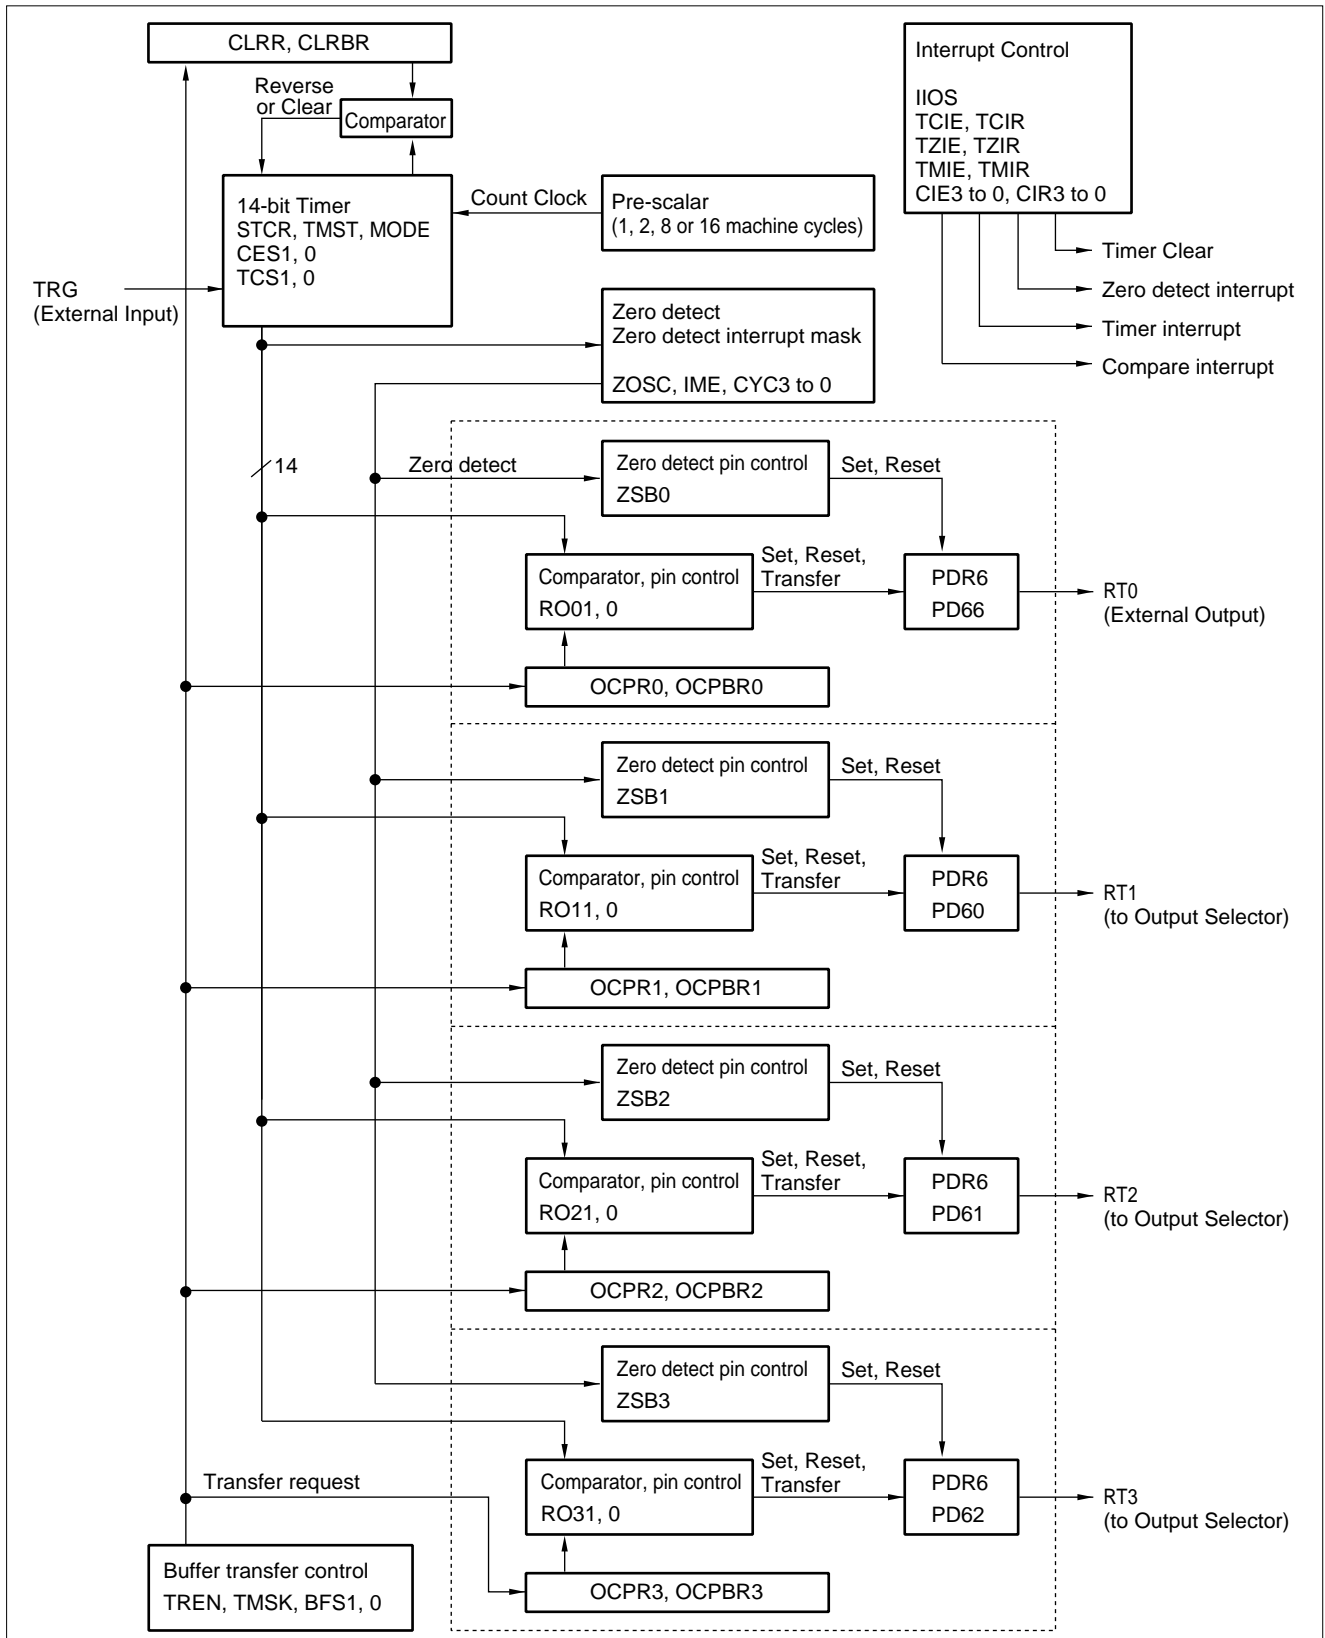 CLRR, CLRBR
Reverse
or Clear
Comparator
14-bit Timer
STCR, TMST, MODE
CES1, 0
TCS1, 0
TRG
(External Input)
Count Clock
Pre-scalar
(1, 2, 8 or 16 machine cycles)
Interrupt Control
IIOS
TCIE, TCIR
TZIE, TZIR
TMIE, TMIR
CIE3 to 0, CIR3 to 0
Timer Clear
Zero detect interrupt
Timer interrupt
Compare interrupt
Zero detect
Zero detect interrupt mask
ZOSC, IME, CYC3 to 0
14
Zero detect
Zero detect pin control
ZSB0
Set, Reset
Comparator, pin control
RO01, 0
Set, Reset,
Transfer
PDR6
PD66
RT0
(External Output)
OCPR0, OCPBR0
Zero detect pin control
ZSB1
Set, Reset
Comparator, pin control
RO11, 0
Set, Reset,
Transfer
PDR6
PD60
RT1
(to Output Selector)
OCPR1, OCPBR1
Zero detect pin control
ZSB2
Set, Reset
Comparator, pin control
RO21, 0
Set, Reset,
Transfer
PDR6
PD61
RT2
(to Output Selector)
OCPR2, OCPBR2
Zero detect pin control
ZSB3
Set, Reset
Comparator, pin control
RO31, 0
Set, Reset,
Transfer
PDR6
PD62
RT3
(to Output Selector)
OCPR3, OCPBR3
Transfer request
Buffer transfer control
TREN, TMSK, BFS1, 0